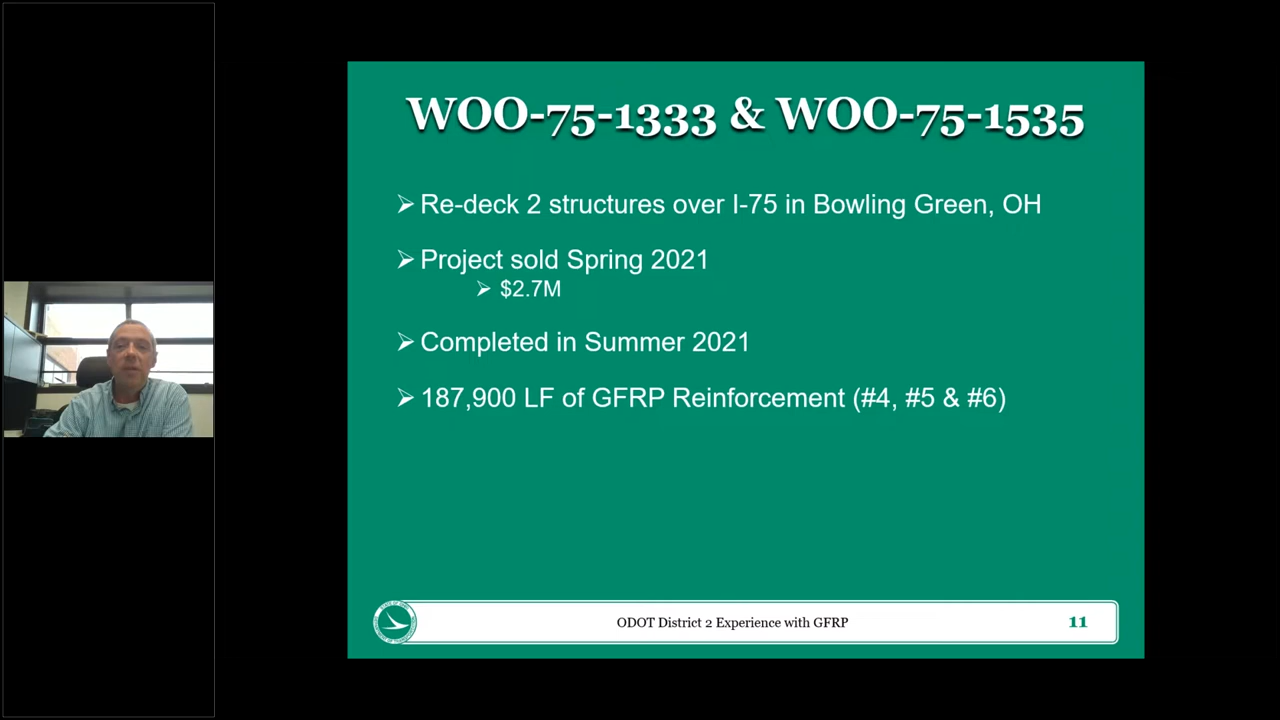 WOO-75-1333 & WOO-75-1535
Re-deck 2 structures over I-75 in Bowling Green, OH
Project sold Spring 2021
$2.7M
Completed in Summer 2021
187,900 LF of GFRP Reinforcement (#4, #5 & #6)
ODOT District 2 Experience with GFRP
11